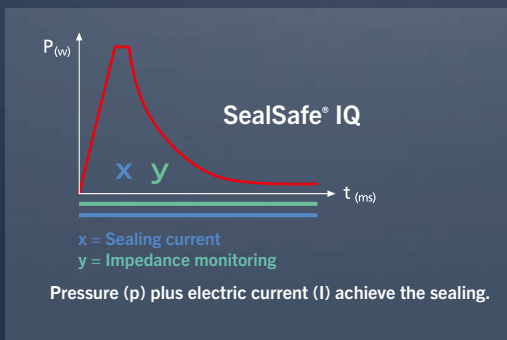 P(w)
SealSafe® IQ
x y
t (ms)
x = Sealing current
y = Impedance monitoring
Pressure (p) plus electric current (I) achieve the sealing.